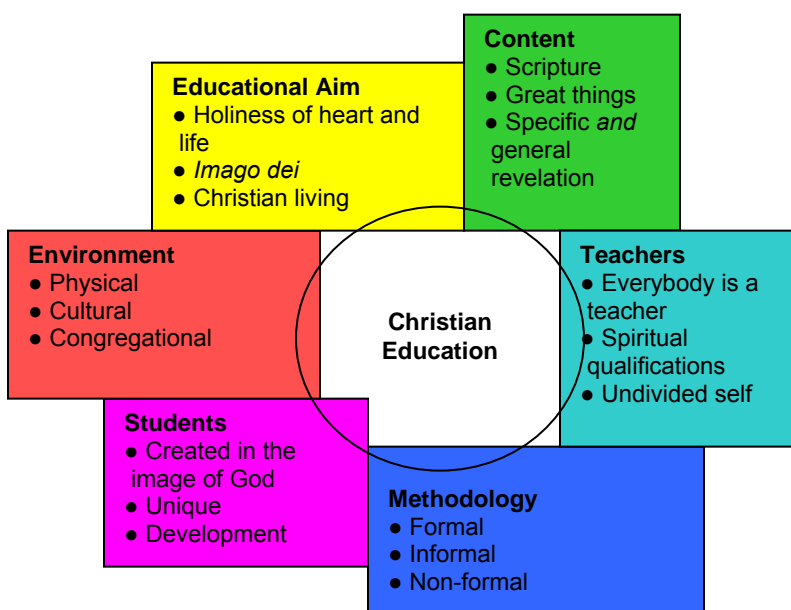 Content
● Scripture
● Great things
● Specific and
general
revelation
Educational Aim
● Holiness of heart and
life
● Imago dei
● Christian living
Environment
● Physical
● Cultural
● Congregational
Christian
Education
Teachers
● Everybody is a
teacher
● Spiritual
qualifications
● Undivided self
Students
● Created in the
image of God
● Unique
● Development
Methodology
● Formal
● Informal
● Non-formal